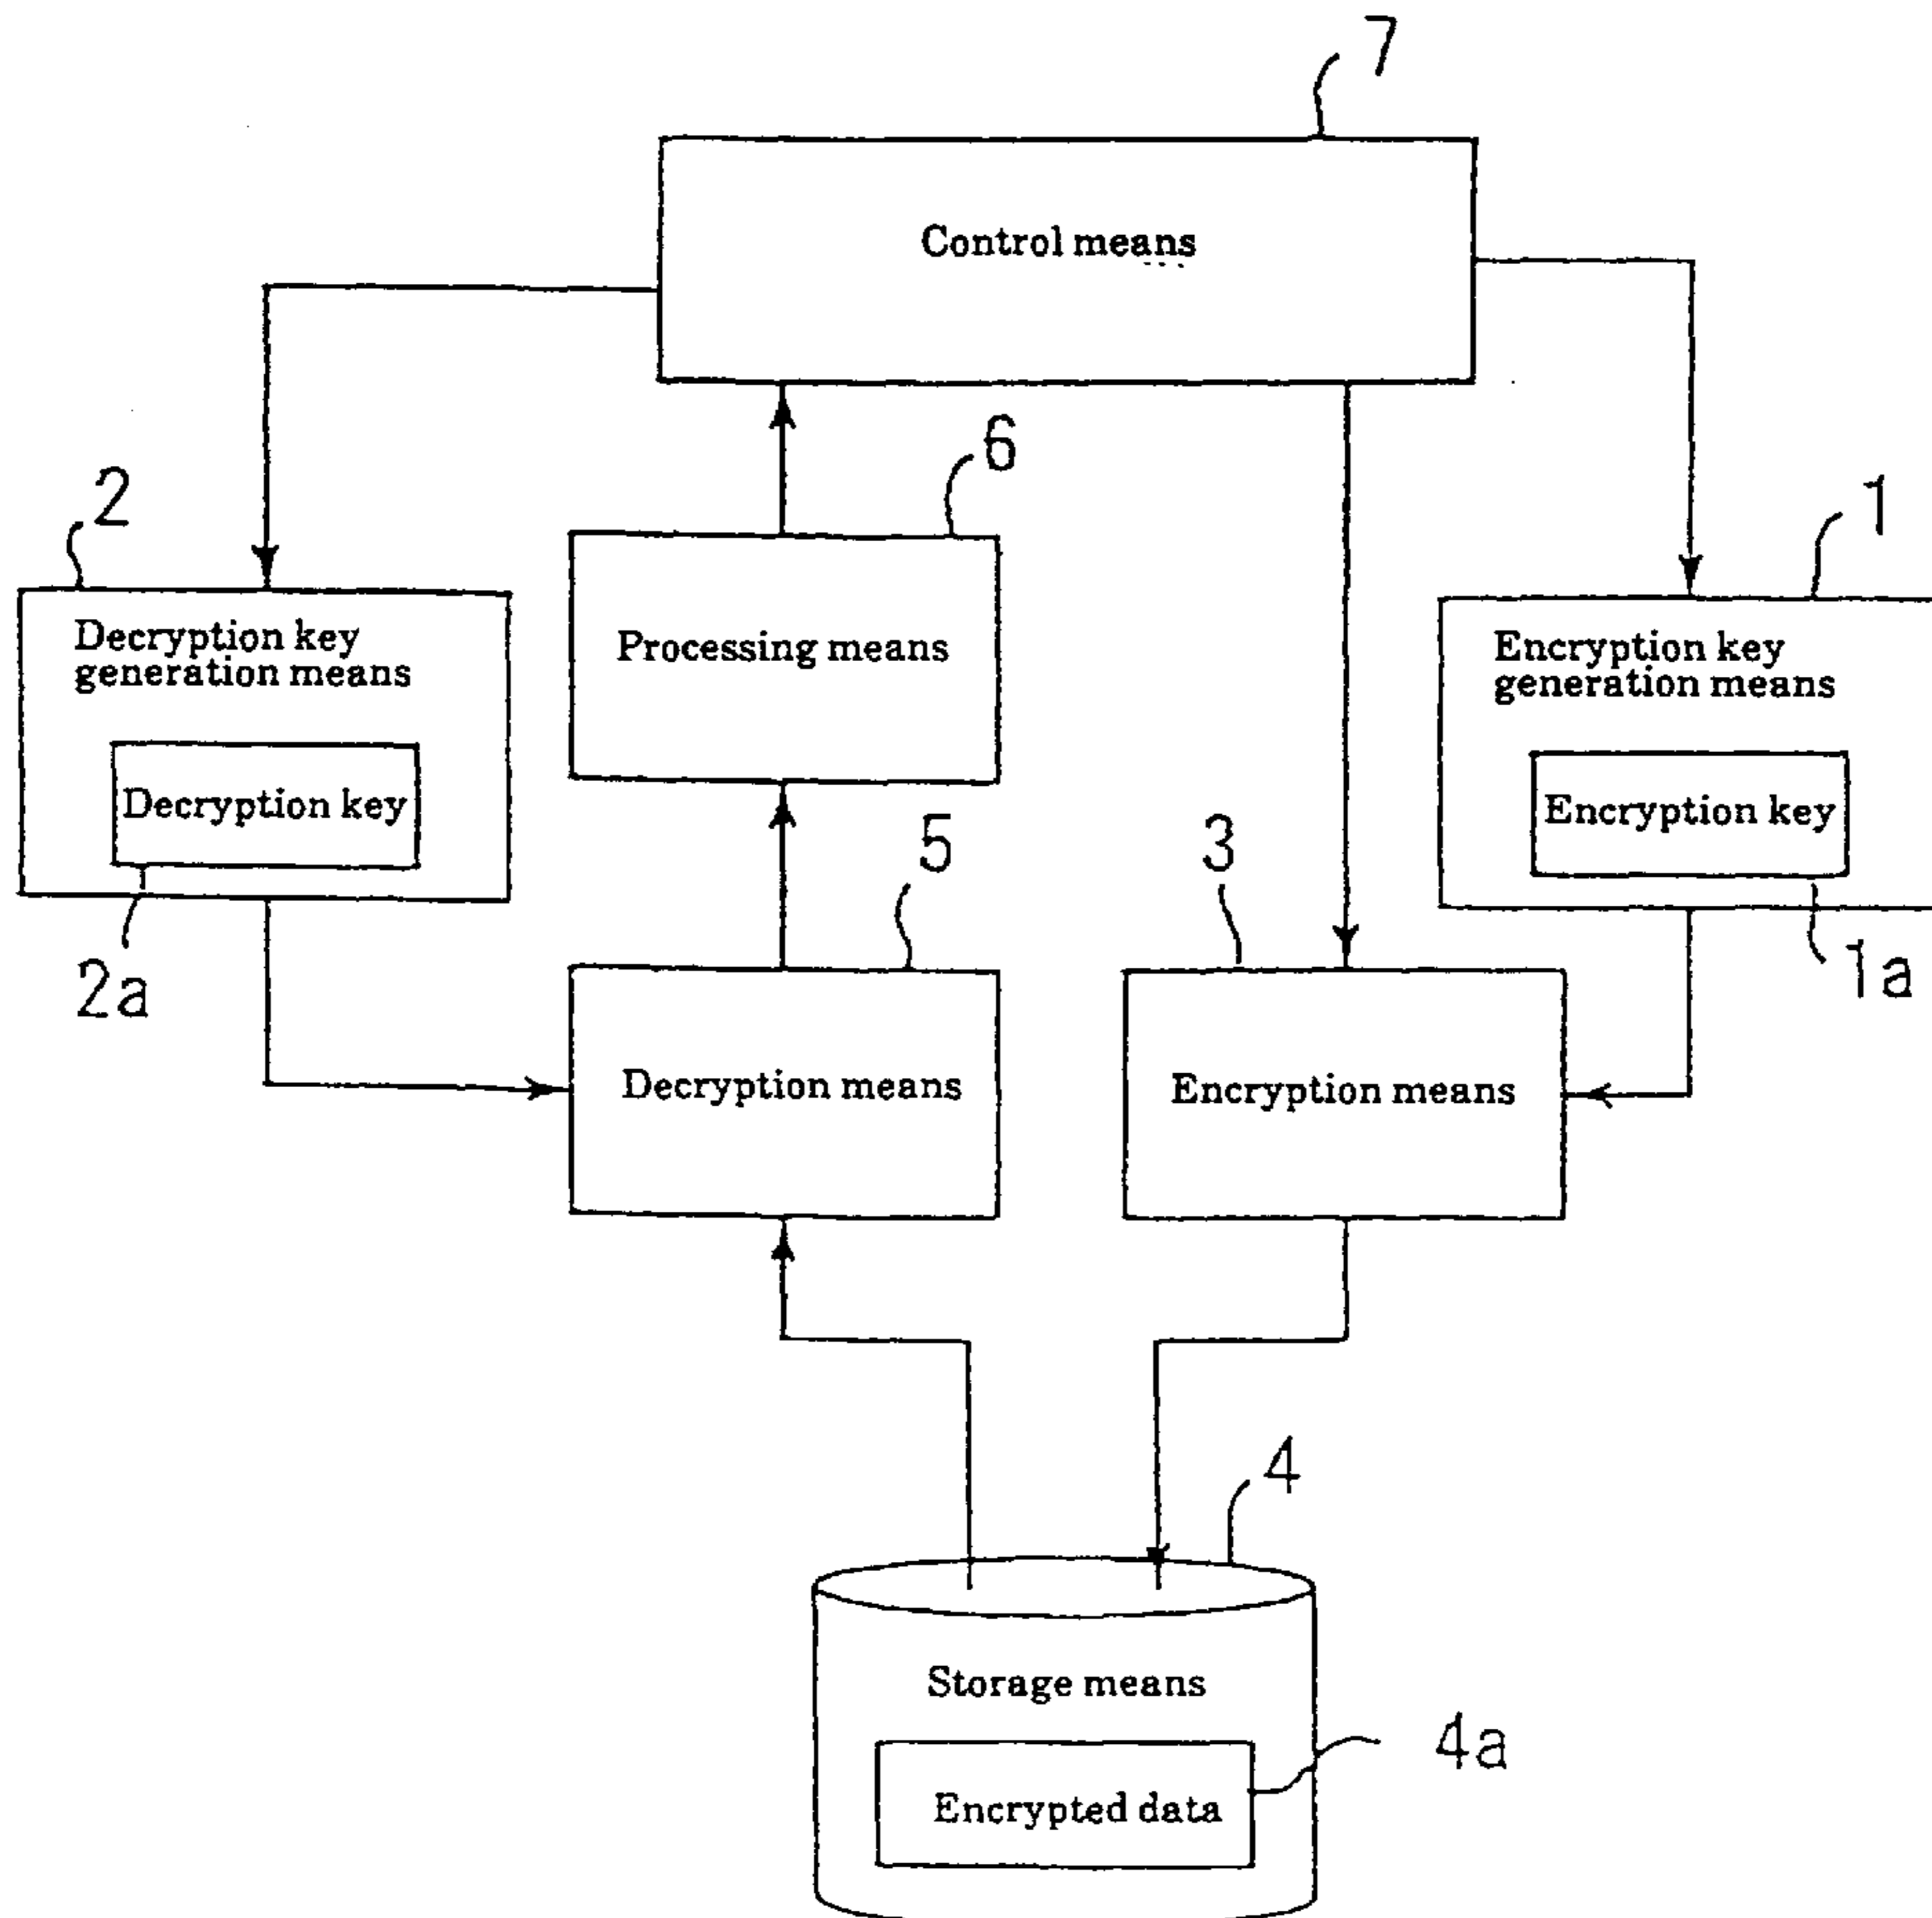 7
Control means
6
2
1
Decryption key
generation means
Processing means
Encryption key
generation means
Decryption key
Encryption key
5
3
2a
1a
Decryption means
Encryption means
4
Storage means
4a
Encrypted data